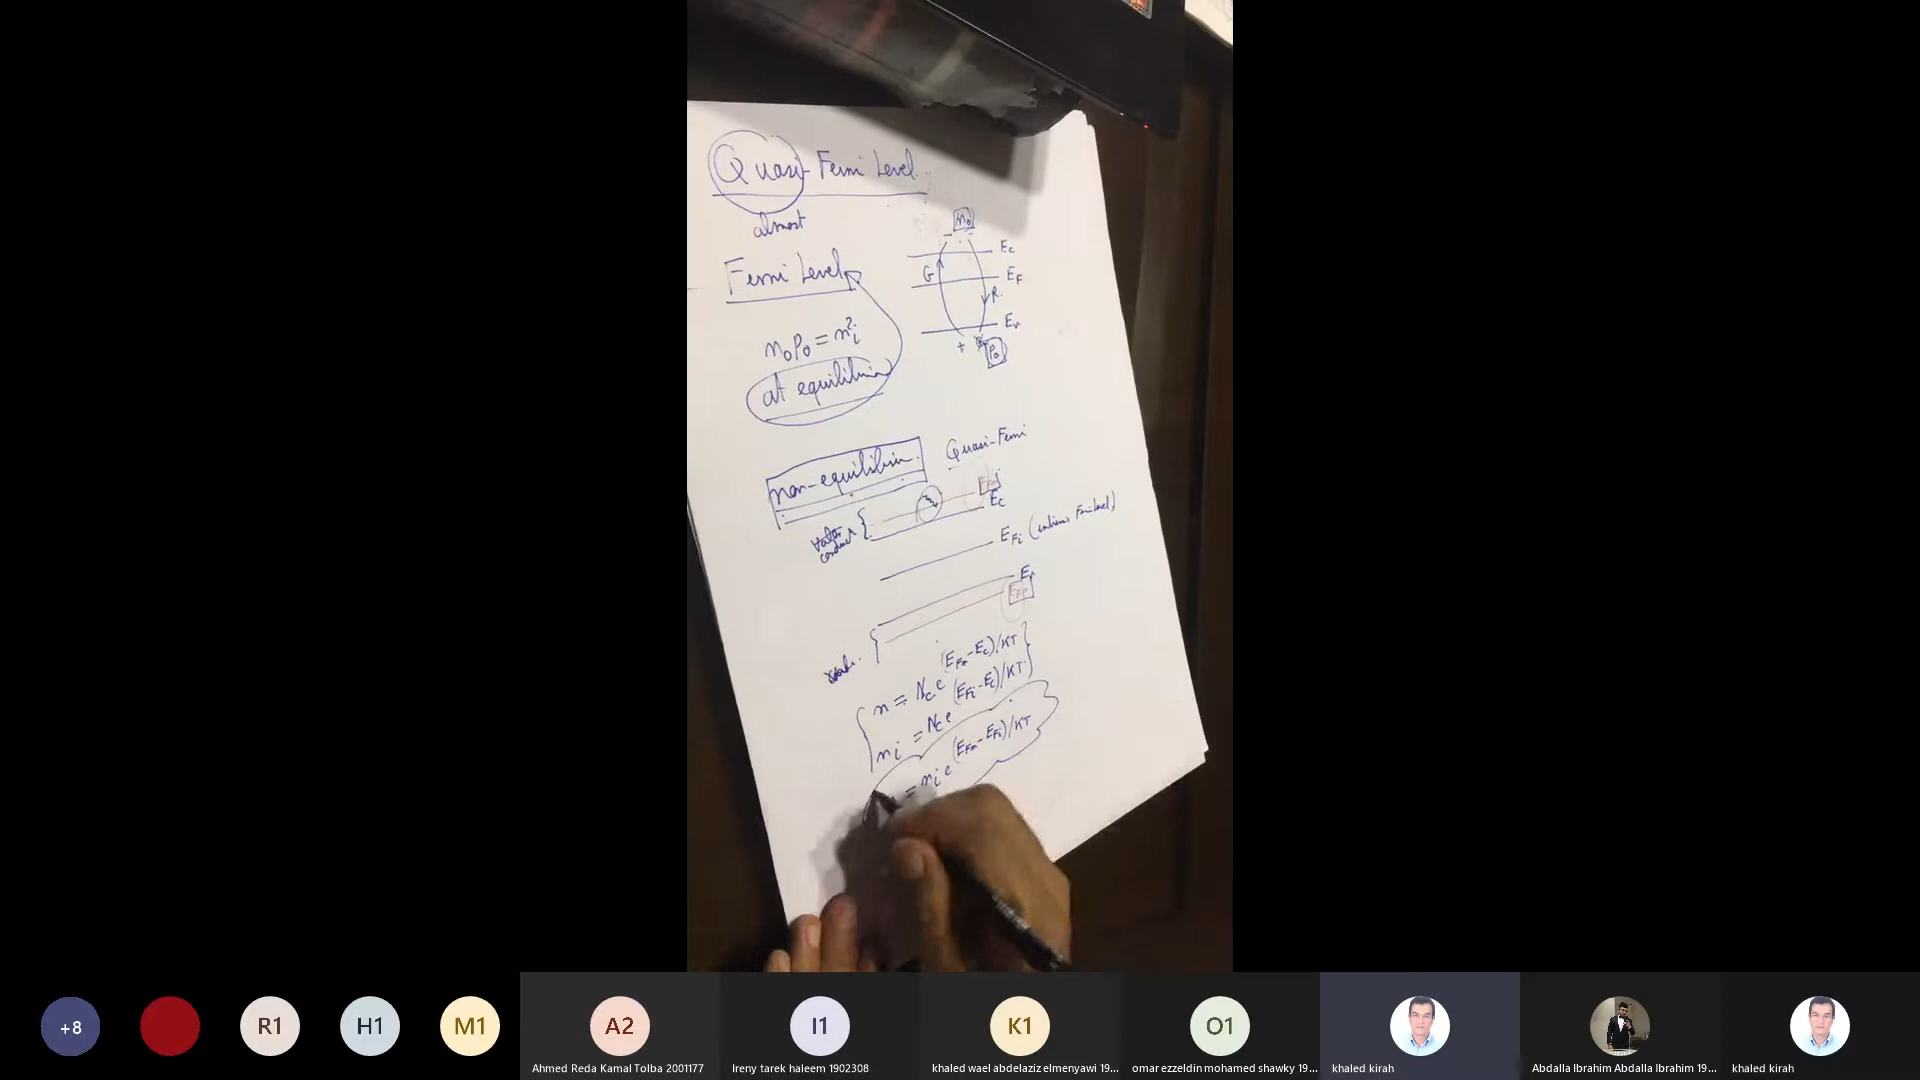 Quasi-Fermi Level
almost
Fermi Level
n₀p₀ = nᵢ²
at equilibrium
n₀
Ec
G
EF
R
Ev
+
P₀
non-equilibrium
Quasi-Fermi
EFn
Ec
conduct
EFi (intrinsic Fermi Level)
Ev
EFp
n = Nc e^(EFn-Ec)/KT
ni = Nc e^(EFi-Ec)/KT
= ni e^(EFn-EFi)/KT
+8
R1
H1
M1
A2
I1
K1
O1
Ahmed Reda Kamal Tolba 2001177
Ireny tarek haleem 1902308
khaled wael abdelaziz elmenyawi 19...
omar ezzeldin mohamed shawky 19...
khaled kirah
Abdalla Ibrahim Abdalla Ibrahim 19...
khaled kirah